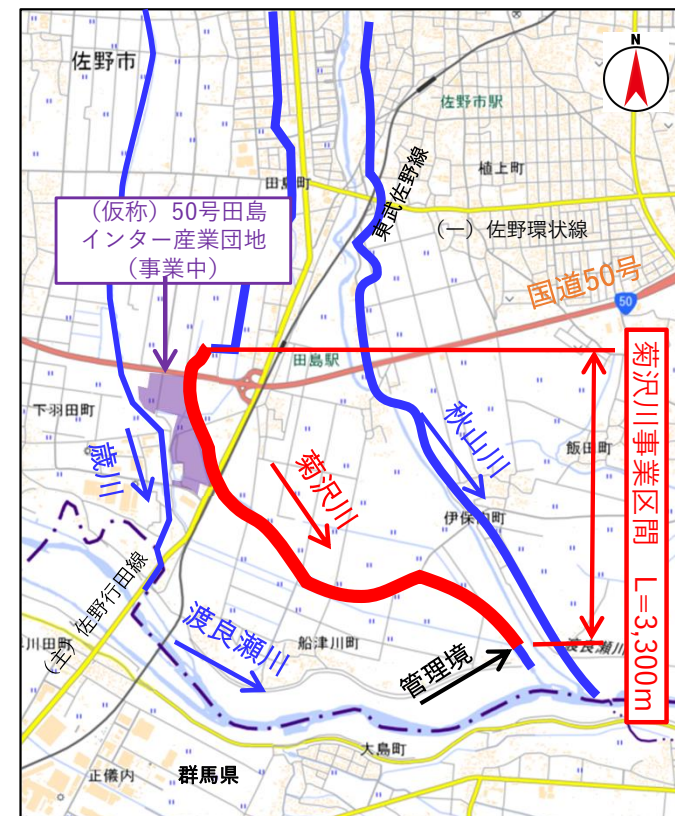 N
佐野市
佐野市駅
植上町
田島町
東武佐野線
(一)佐野環状線
(仮称)50号田島
インター産業団地
(事業中)
国道50号
50
田島駅
菊沢川事業区間 L=3,300m
下羽田町
歳川
菊沢川
秋山川
飯田町
伊保内町
(主)佐野行田線
渡良瀬川
船津川町
管理境
渡良瀬川
川田町
大島町
正儀内
群馬県